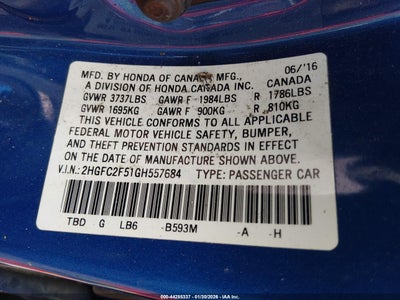 MFD. BY HONDA OF CANADA MFG., 06/'16
A DIVISION OF HONDA CANADA INC. CANADA
GVWR 3737LBS GAWR F 1984LBS R 1786LBS
GVWR 1695KG GAWR F 900KG R 810KG
THIS VEHICLE CONFORMS TO ALL APPLICABLE
FEDERAL MOTOR VEHICLE SAFETY, BUMPER,
AND THEFT PREVENTION STANDARDS IN EFFECT
ON THE DATE OF MANUFACTURE SHOWN ABOVE.
V.I.N.: 2HGFC2F51GH557684 TYPE: PASSENGER CAR
TBD G LB6 -B593M -A -H
000-44285337 - 01/30/2026 - IAA, Inc.